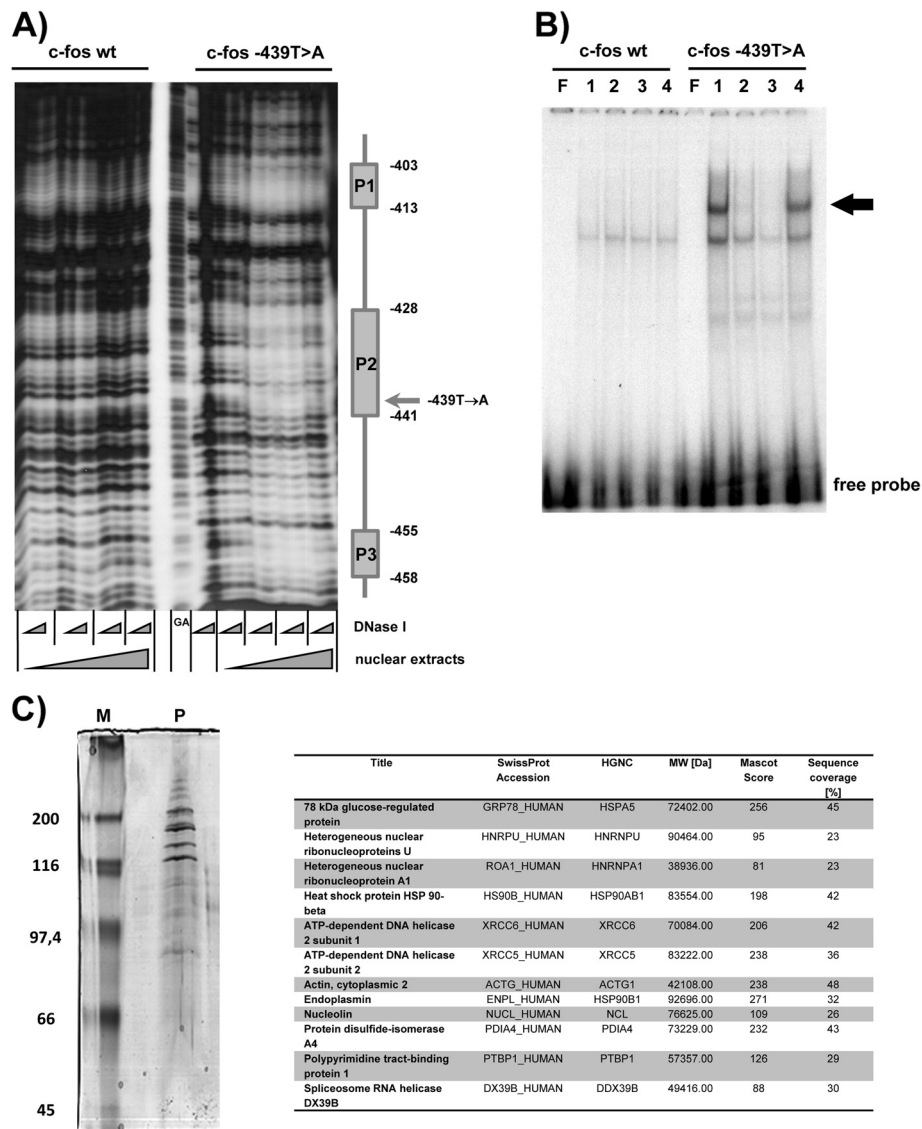 A)
c-fos wt
c-fos -439T>A
P1
-403
-413
-428
P2
-439T→A
-441
-455
P3
-458
GA
DNase I
nuclear extracts
B)
c-fos wt
c-fos -439T>A
F 1 2 3 4 F 1 2 3 4
free probe
C)
M P
200
116
97,4
66
45
Title SwissProt Accession HGNC MW [Da] Mascot Score Sequence coverage [%]
78 kDa glucose-regulated protein GRP78_HUMAN HSPA5 72402.00 256 45
Heterogeneous nuclear ribonucleoproteins U HNRPU_HUMAN HNRNPU 90464.00 95 23
Heterogeneous nuclear ribonucleoprotein A1 ROA1_HUMAN HNRNPA1 38936.00 81 23
Heat shock protein HSP 90-beta HS90B_HUMAN HSP90AB1 83554.00 198 42
ATP-dependent DNA helicase 2 subunit 1 XRCC6_HUMAN XRCC6 70084.00 206 42
ATP-dependent DNA helicase 2 subunit 2 XRCC5_HUMAN XRCC5 83222.00 238 36
Actin, cytoplasmic 2 ACTG_HUMAN ACTG1 42108.00 238 48
Endoplasmin ENPL_HUMAN HSP90B1 92696.00 271 32
Nucleolin NUCL_HUMAN NCL 76625.00 109 26
Protein disulfide-isomerase A4 PDIA4_HUMAN PDIA4 73229.00 232 43
Polypyrimidine tract-binding protein 1 PTBP1_HUMAN PTBP1 57357.00 126 29
Spliceosome RNA helicase DX39B DX39B_HUMAN DDX39B 49416.00 88 30